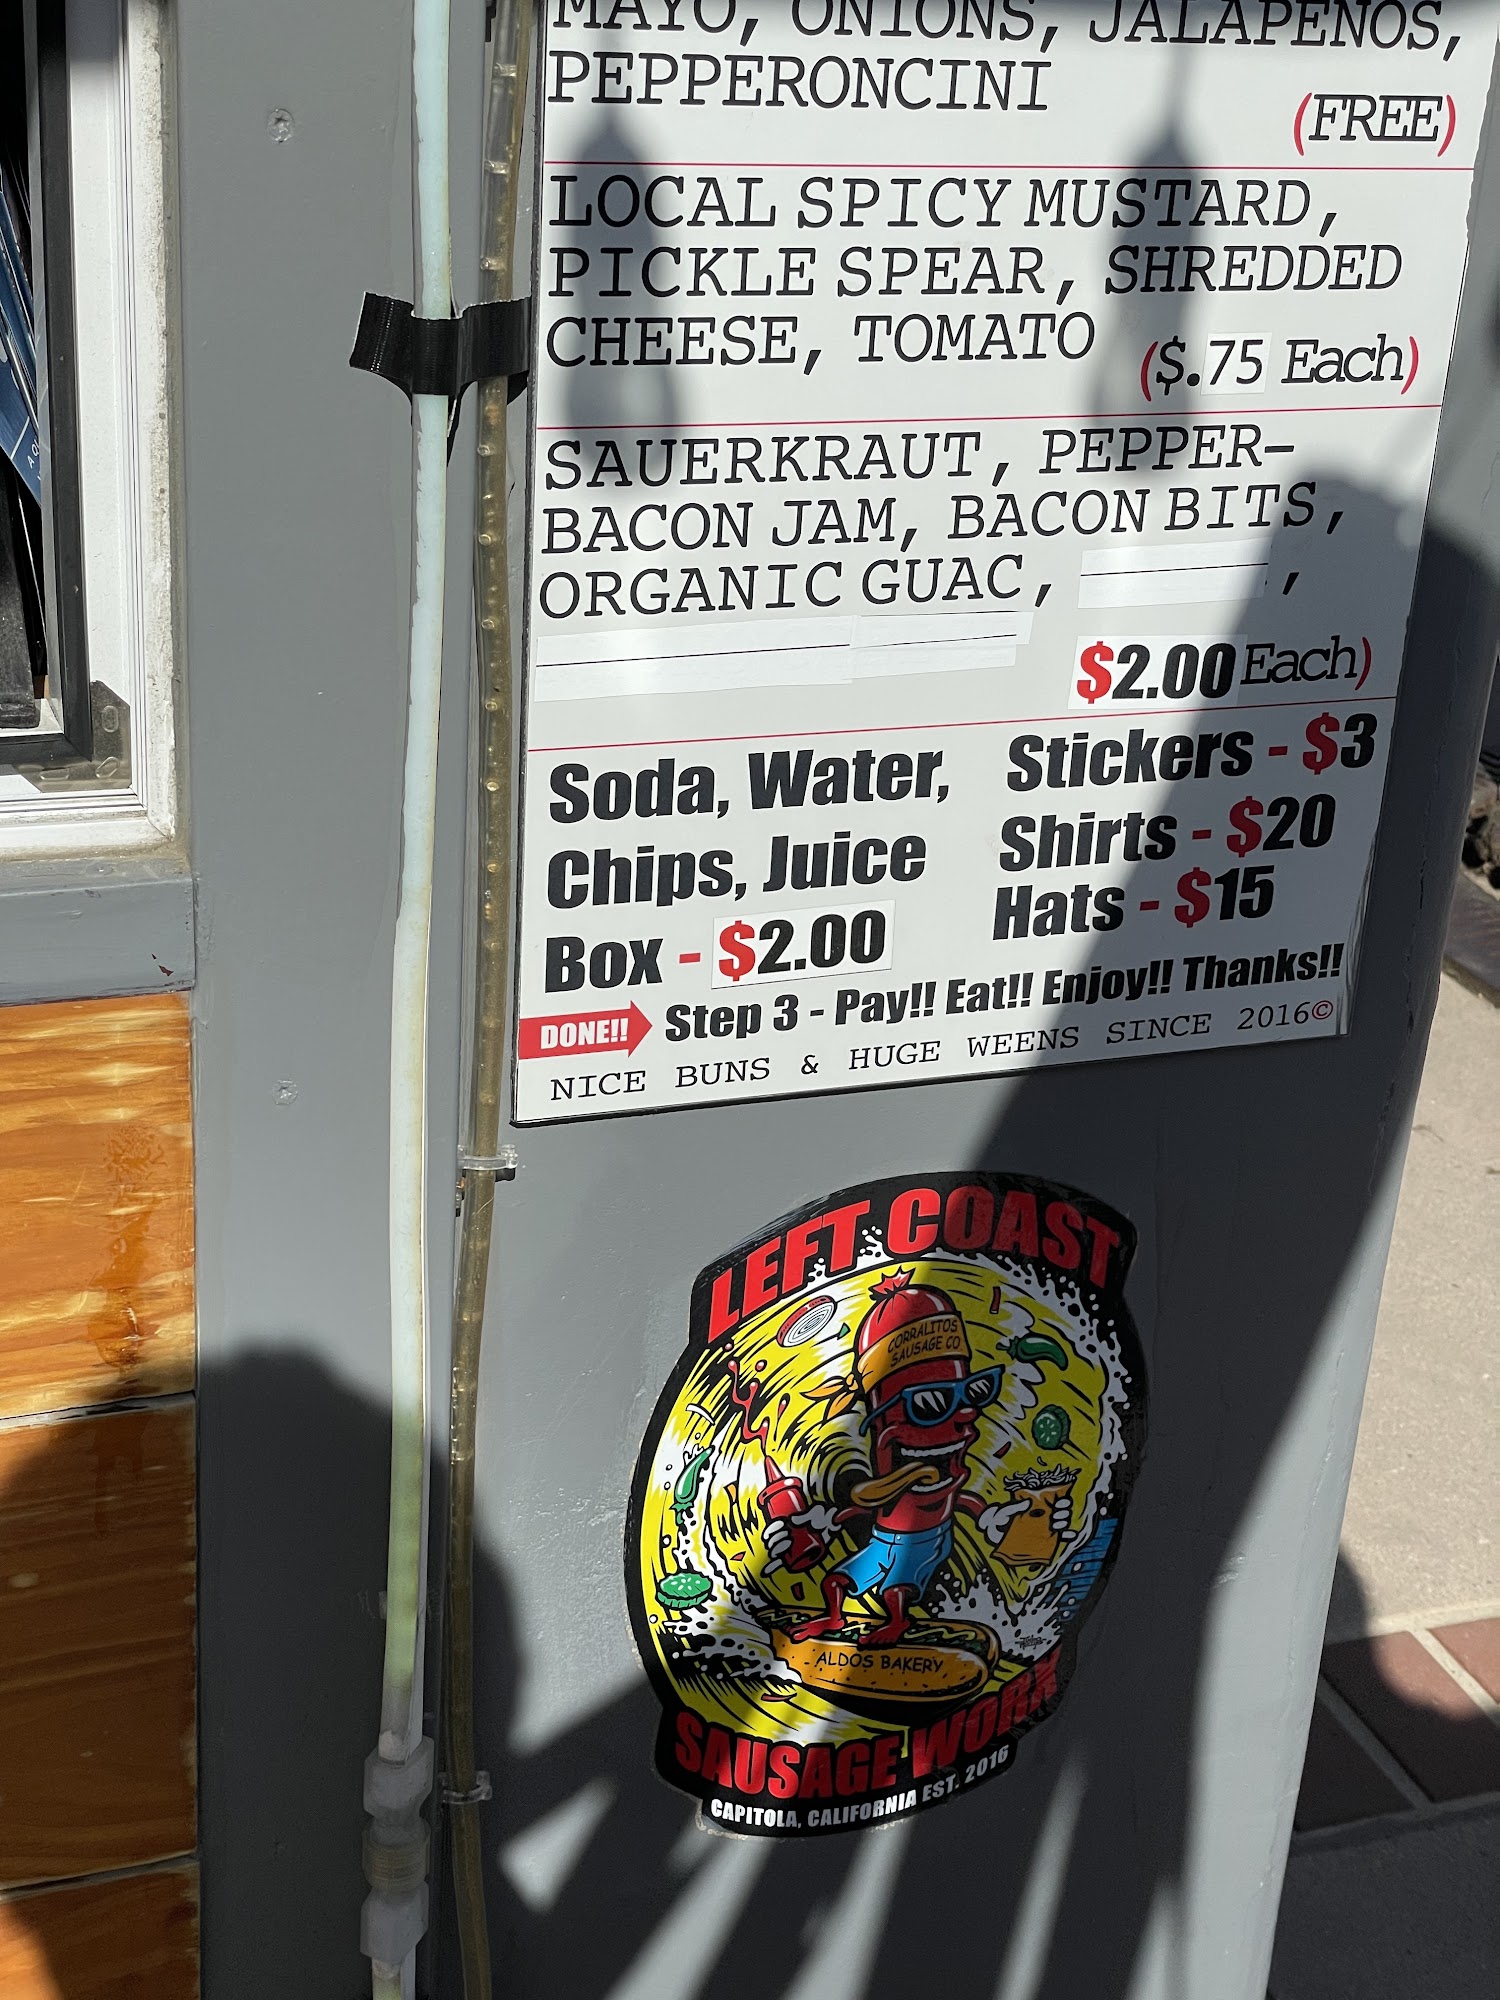 MAYO, ONIONS, JALAPENOS,
PEPPERONCINI
(FREE)
LOCAL SPICY MUSTARD,
PICKLE SPEAR, SHREDDED
CHEESE, TOMATO
($.75 Each)
SAUERKRAUT, PEPPER-
BACON JAM, BACON BITS,
ORGANIC GUAC, ,
$2.00 Each)
Soda, Water,
Chips, Juice
Box - $2.00
Stickers - $3
Shirts - $20
Hats - $15
DONE!! Step 3 - Pay!! Eat!! Enjoy!! Thanks!!
NICE BUNS & HUGE WEENS SINCE 2016©
LEFT COAST
CORRALITOS
SAUSAGE CO
ALDOS BAKERY
SAUSAGE WORX
CAPITOLA, CALIFORNIA EST. 2016